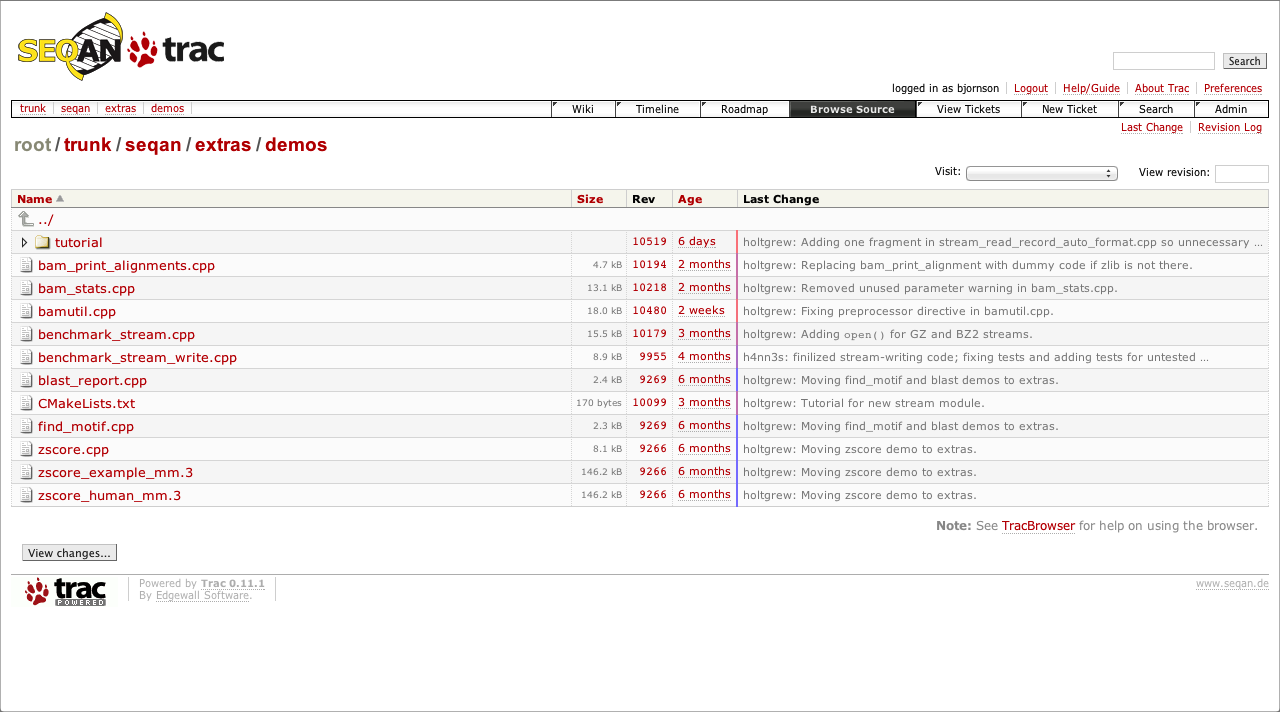 SEQAN trac
Search
logged in as bjornson Logout Help/Guide About Trac Preferences
trunk seqan extras demos Wiki Timeline Roadmap Browse Source View Tickets New Ticket Search Admin
Last Change Revision Log
root / trunk / seqan / extras / demos
Visit: View revision:
Name Size Rev Age Last Change
../
tutorial 10519 6 days holtgrew: Adding one fragment in stream_read_record_auto_format.cpp so unnecessary …
bam_print_alignments.cpp 4.7 kB 10194 2 months holtgrew: Replacing bam_print_alignment with dummy code if zlib is not there.
bam_stats.cpp 13.1 kB 10218 2 months holtgrew: Removed unused parameter warning in bam_stats.cpp.
bamutil.cpp 18.0 kB 10480 2 weeks holtgrew: Fixing preprocessor directive in bamutil.cpp.
benchmark_stream.cpp 15.5 kB 10179 3 months holtgrew: Adding open() for GZ and BZ2 streams.
benchmark_stream_write.cpp 8.9 kB 9955 4 months h4nn3s: finilized stream-writing code; fixing tests and adding tests for untested …
blast_report.cpp 2.4 kB 9269 6 months holtgrew: Moving find_motif and blast demos to extras.
CMakeLists.txt 170 bytes 10099 3 months holtgrew: Tutorial for new stream module.
find_motif.cpp 2.3 kB 9269 6 months holtgrew: Moving find_motif and blast demos to extras.
zscore.cpp 8.1 kB 9266 6 months holtgrew: Moving zscore demo to extras.
zscore_example_mm.3 146.2 kB 9266 6 months holtgrew: Moving zscore demo to extras.
zscore_human_mm.3 146.2 kB 9266 6 months holtgrew: Moving zscore demo to extras.
Note: See TracBrowser for help on using the browser.
View changes...
trac POWERED
Powered by Trac 0.11.1
By Edgewall Software.
www.seqan.de